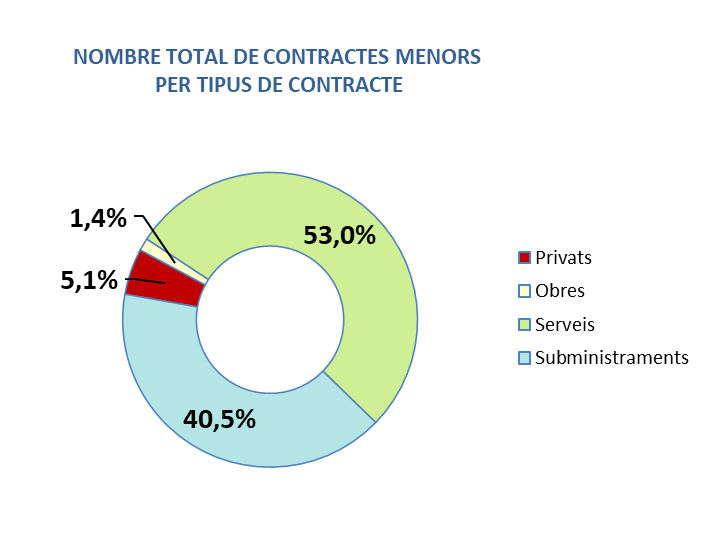 NOMBRE TOTAL DE CONTRACTES MENORS
PER TIPUS DE CONTRACTE
1,4%
53,0%
5,1%
40,5%
Privats
Obres
Serveis
Subministraments